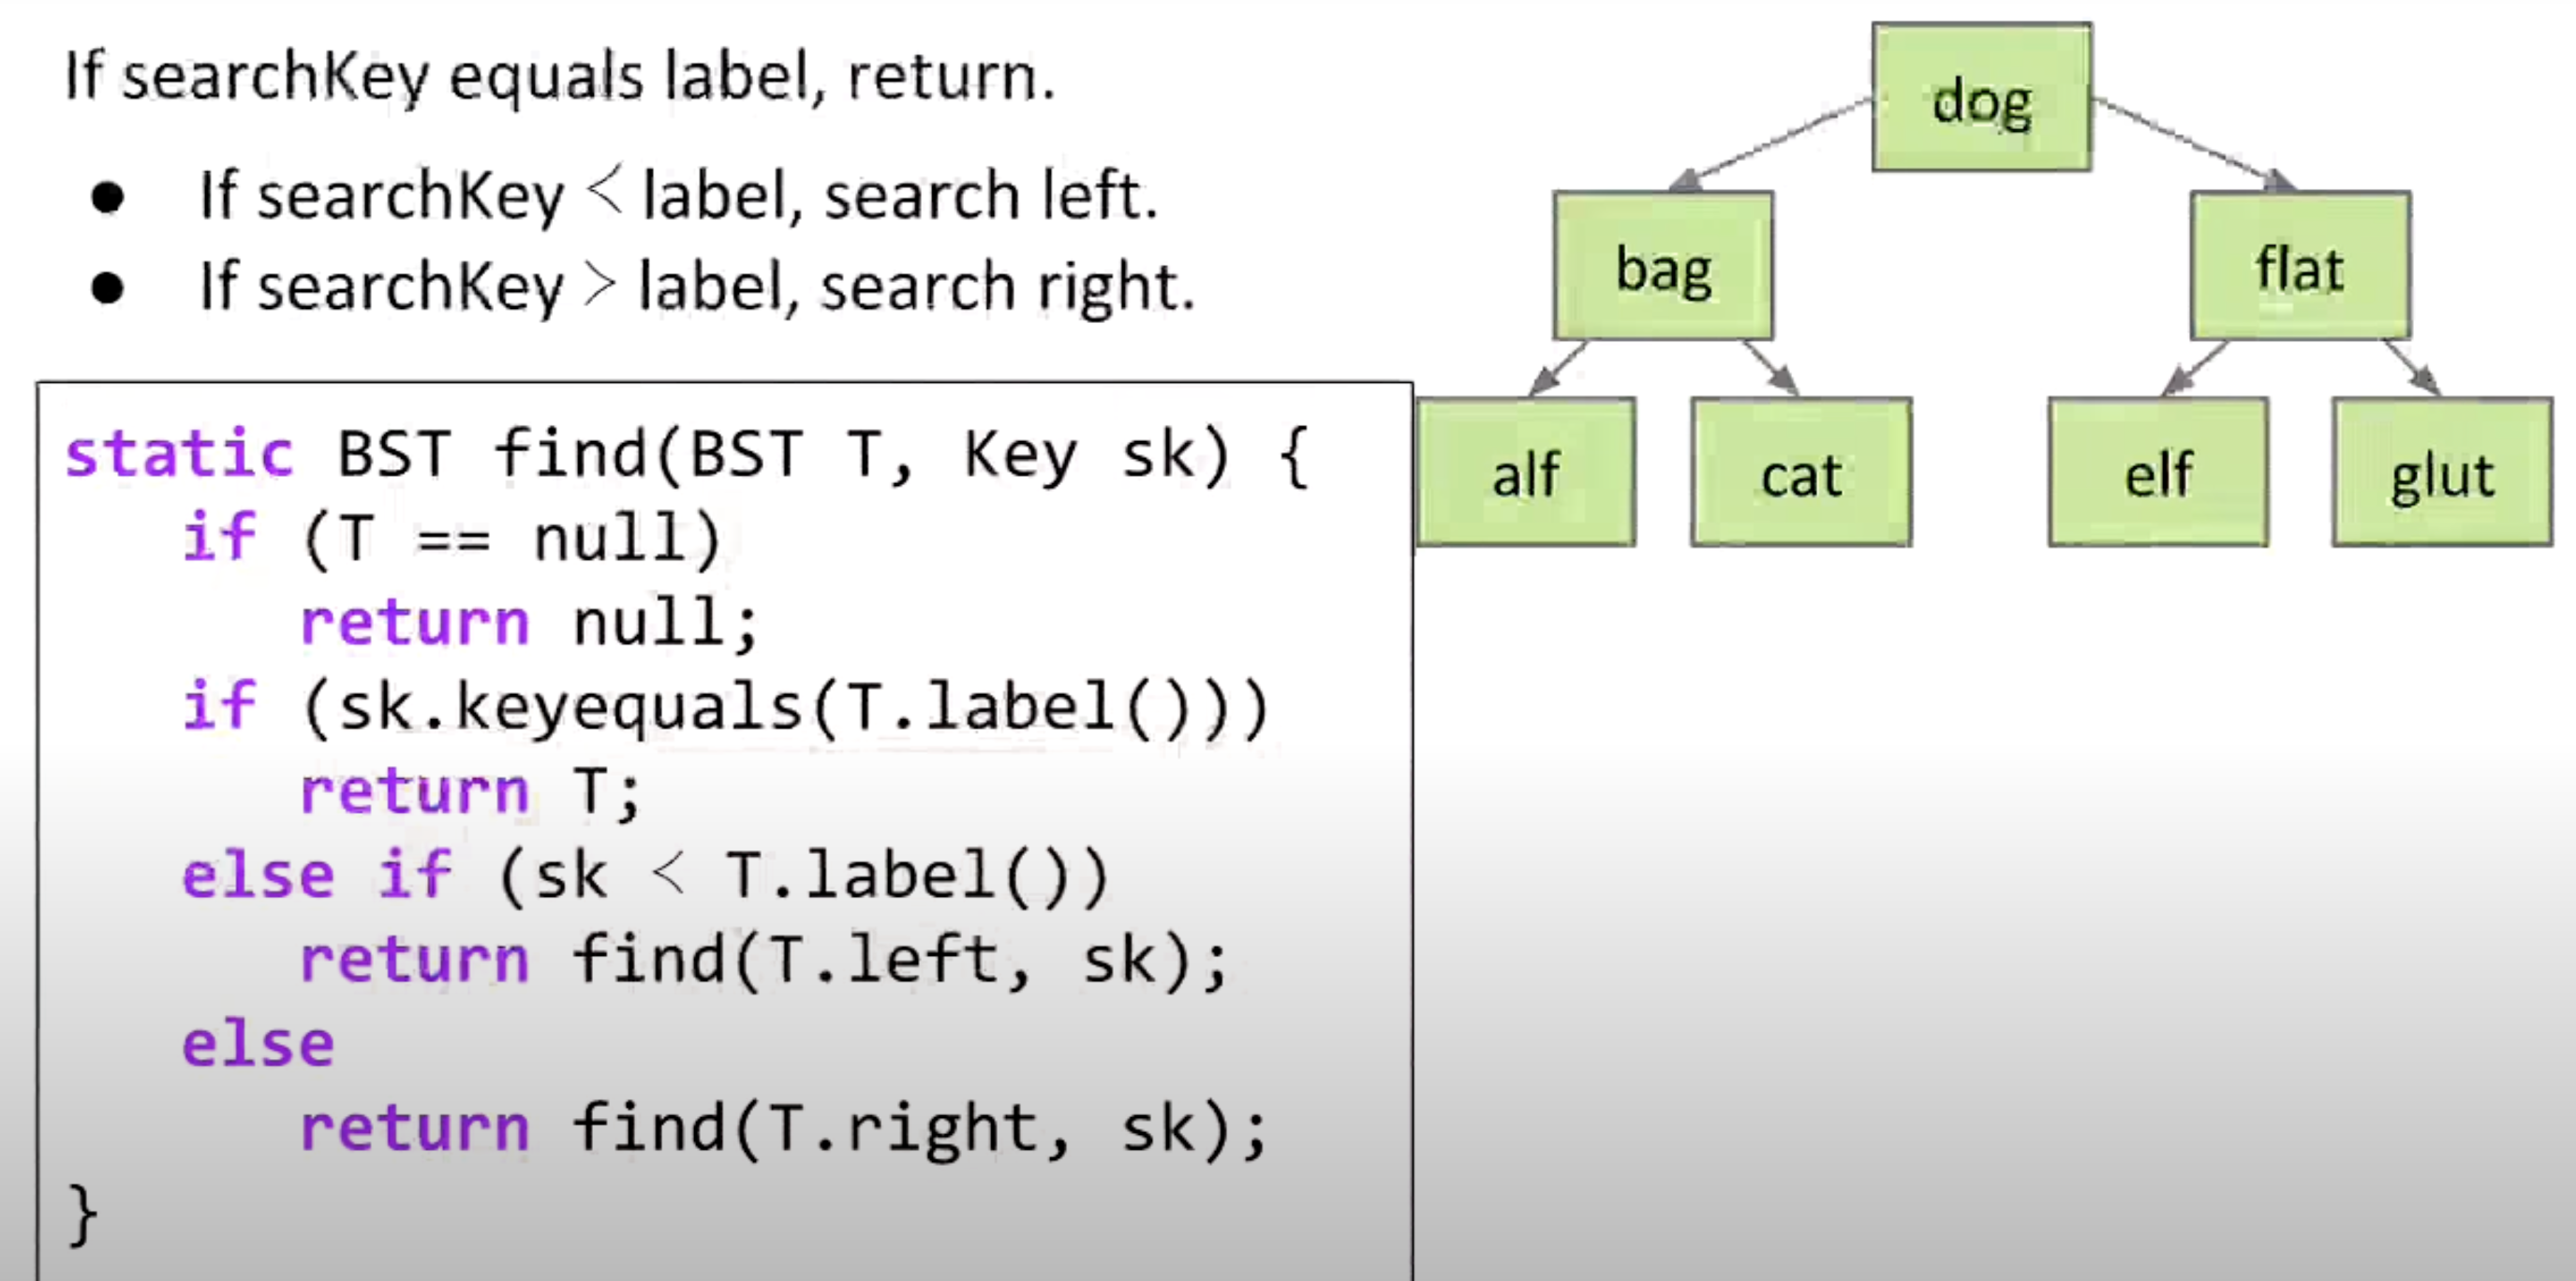 If searchKey equals label, return.
● If searchKey < label, search left.
● If searchKey > label, search right.
static BST find(BST T, Key sk) {
   if (T == null)
      return null;
   if (sk.keyequals(T.label()))
      return T;
   else if (sk < T.label())
      return find(T.left, sk);
   else
      return find(T.right, sk);
}
dog
bag
flat
alf
cat
elf
glut